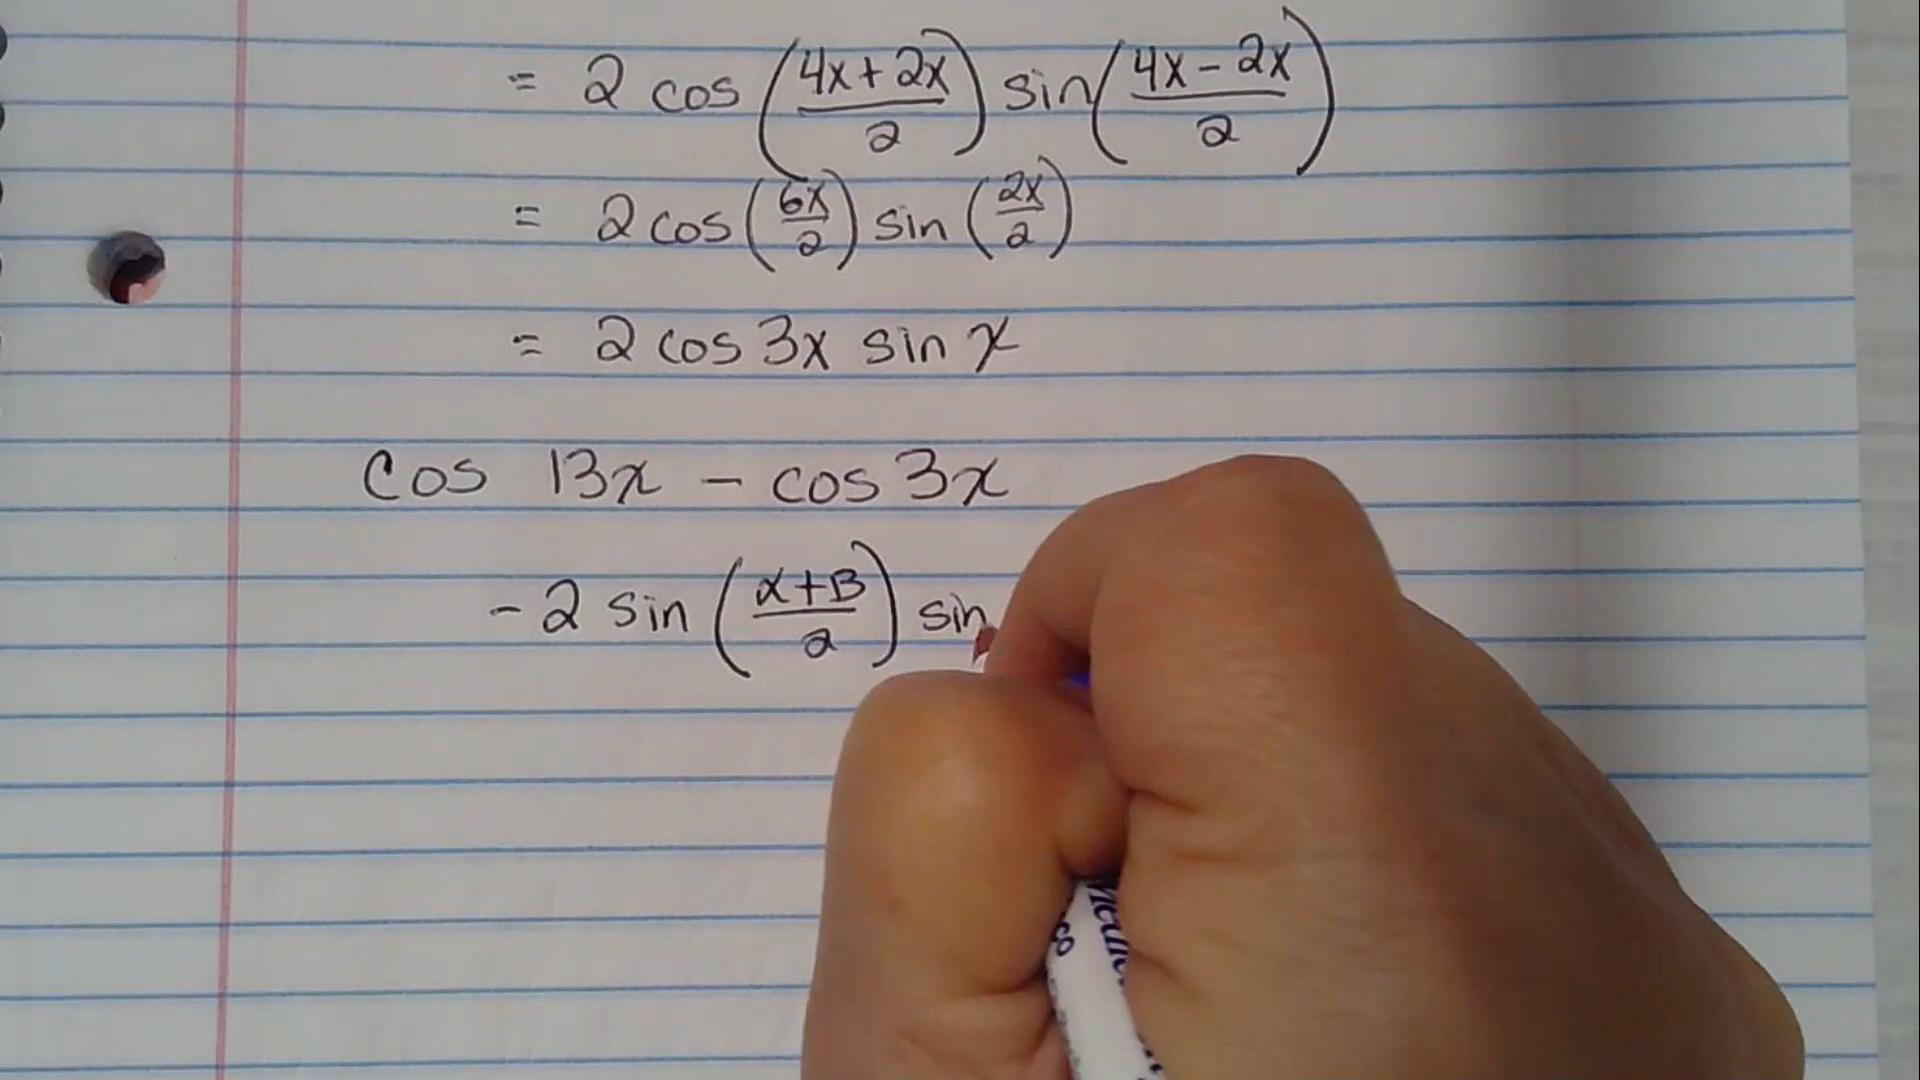 = 2 cos (4x + 2x / 2) sin (4x - 2x / 2)
= 2 cos (6x / 2) sin (2x / 2)
= 2 cos 3x sin x
cos 13x - cos 3x
-2 sin (α+β / 2) sin